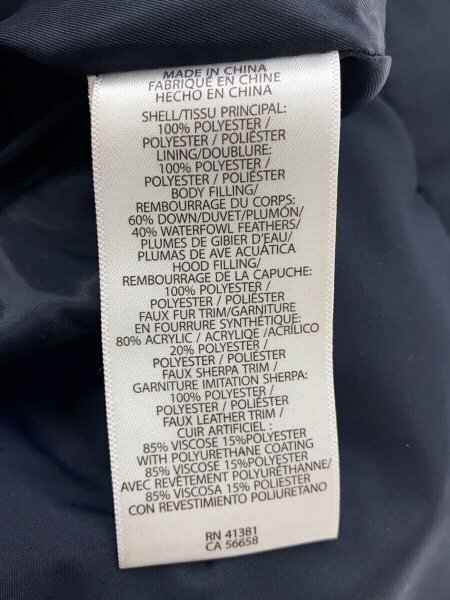 MADE IN CHINA
FABRIQUÉ EN CHINE
HECHO EN CHINA
SHELL/TISSU PRINCIPAL:
100% POLYESTER/
POLYESTER / POLIÉSTER
LINING/DOUBLURE:
100% POLYESTER /
POLYESTER / POLIÉSTER
BODY FILLING/
REMBOURRAGE DU CORPS:
60% DOWN/DUVET/PLUMÓN/
40% WATERFOWL FEATHERS/
PLUMES DE GIBIER D'EAU/
PLUMAS DE AVE ACUÁTICA
HOOD FILLING/
REMBOURRAGE DE LA CAPUCHE:
100% POLYESTER /
POLYESTER / POLIÉSTER
FAUX FUR TRIM/GARNITURE
EN FOURRURE SYNTHÉTIQUE:
80% ACRYLIC / ACRYLIQE /ACRÍLICO
20% POLYESTER /
POLYESTER / POLIÉSTER
FAUX SHERPA TRIM /
GARNITURE IMITATION SHERPA:
100% POLYESTER /
POLYESTER / POLIÉSTER
FAUX LEATHER TRIM /
CUIR ARTIFICIEL :
85% VISCOSE 15%POLYESTER
WITH POLYURETHANE COATING
85% VISCOSE 15% POLYESTER
AVEC REVÊTEMENT POLYURÉTHANNE/
85% VISCOSA 15% POLIÉSTER
CON REVESTIMIENTO POLIURETANO
RN 41381
CA 56658